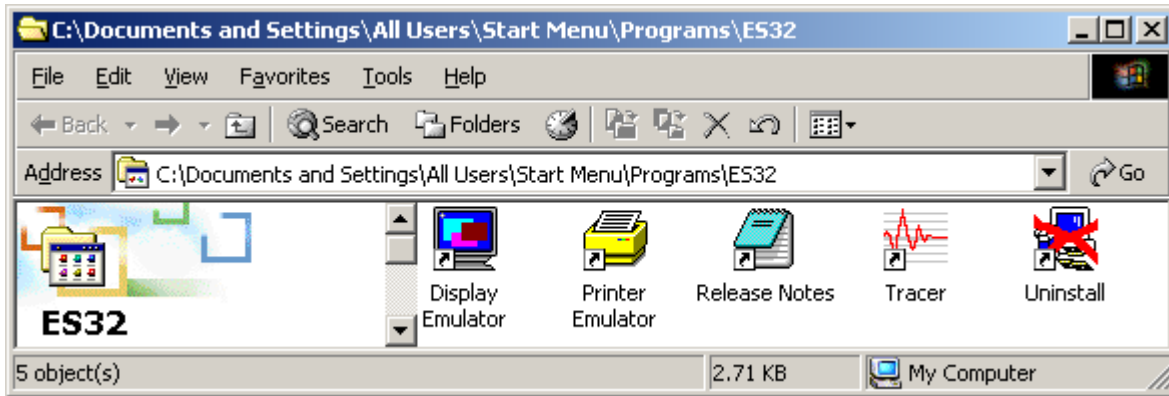 C:\Documents and Settings\All Users\Start Menu\Programs\ES32
File Edit View Favorites Tools Help
Back Search Folders
Address C:\Documents and Settings\All Users\Start Menu\Programs\ES32 Go
ES32
Display
Emulator
Printer
Emulator
Release Notes
Tracer
Uninstall
5 object(s) 2.71 KB My Computer